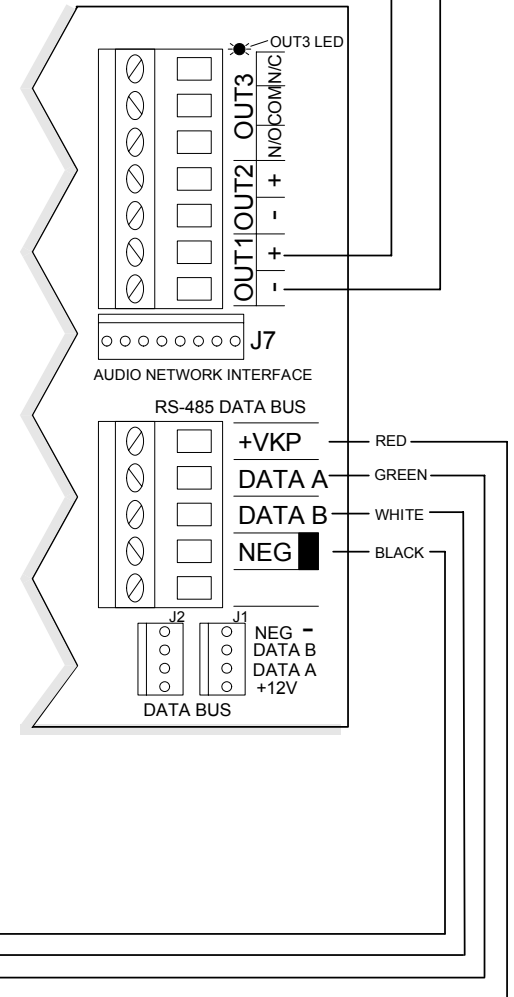 OUT3 LED
OUT3
N/C
COM
N/O
OUT2
+
-
OUT1
+
-
J7
AUDIO NETWORK INTERFACE
RS-485 DATA BUS
+VKP RED
DATA A GREEN
DATA B WHITE
NEG BLACK
J2 J1
NEG -
DATA B
DATA A
+12V
DATA BUS